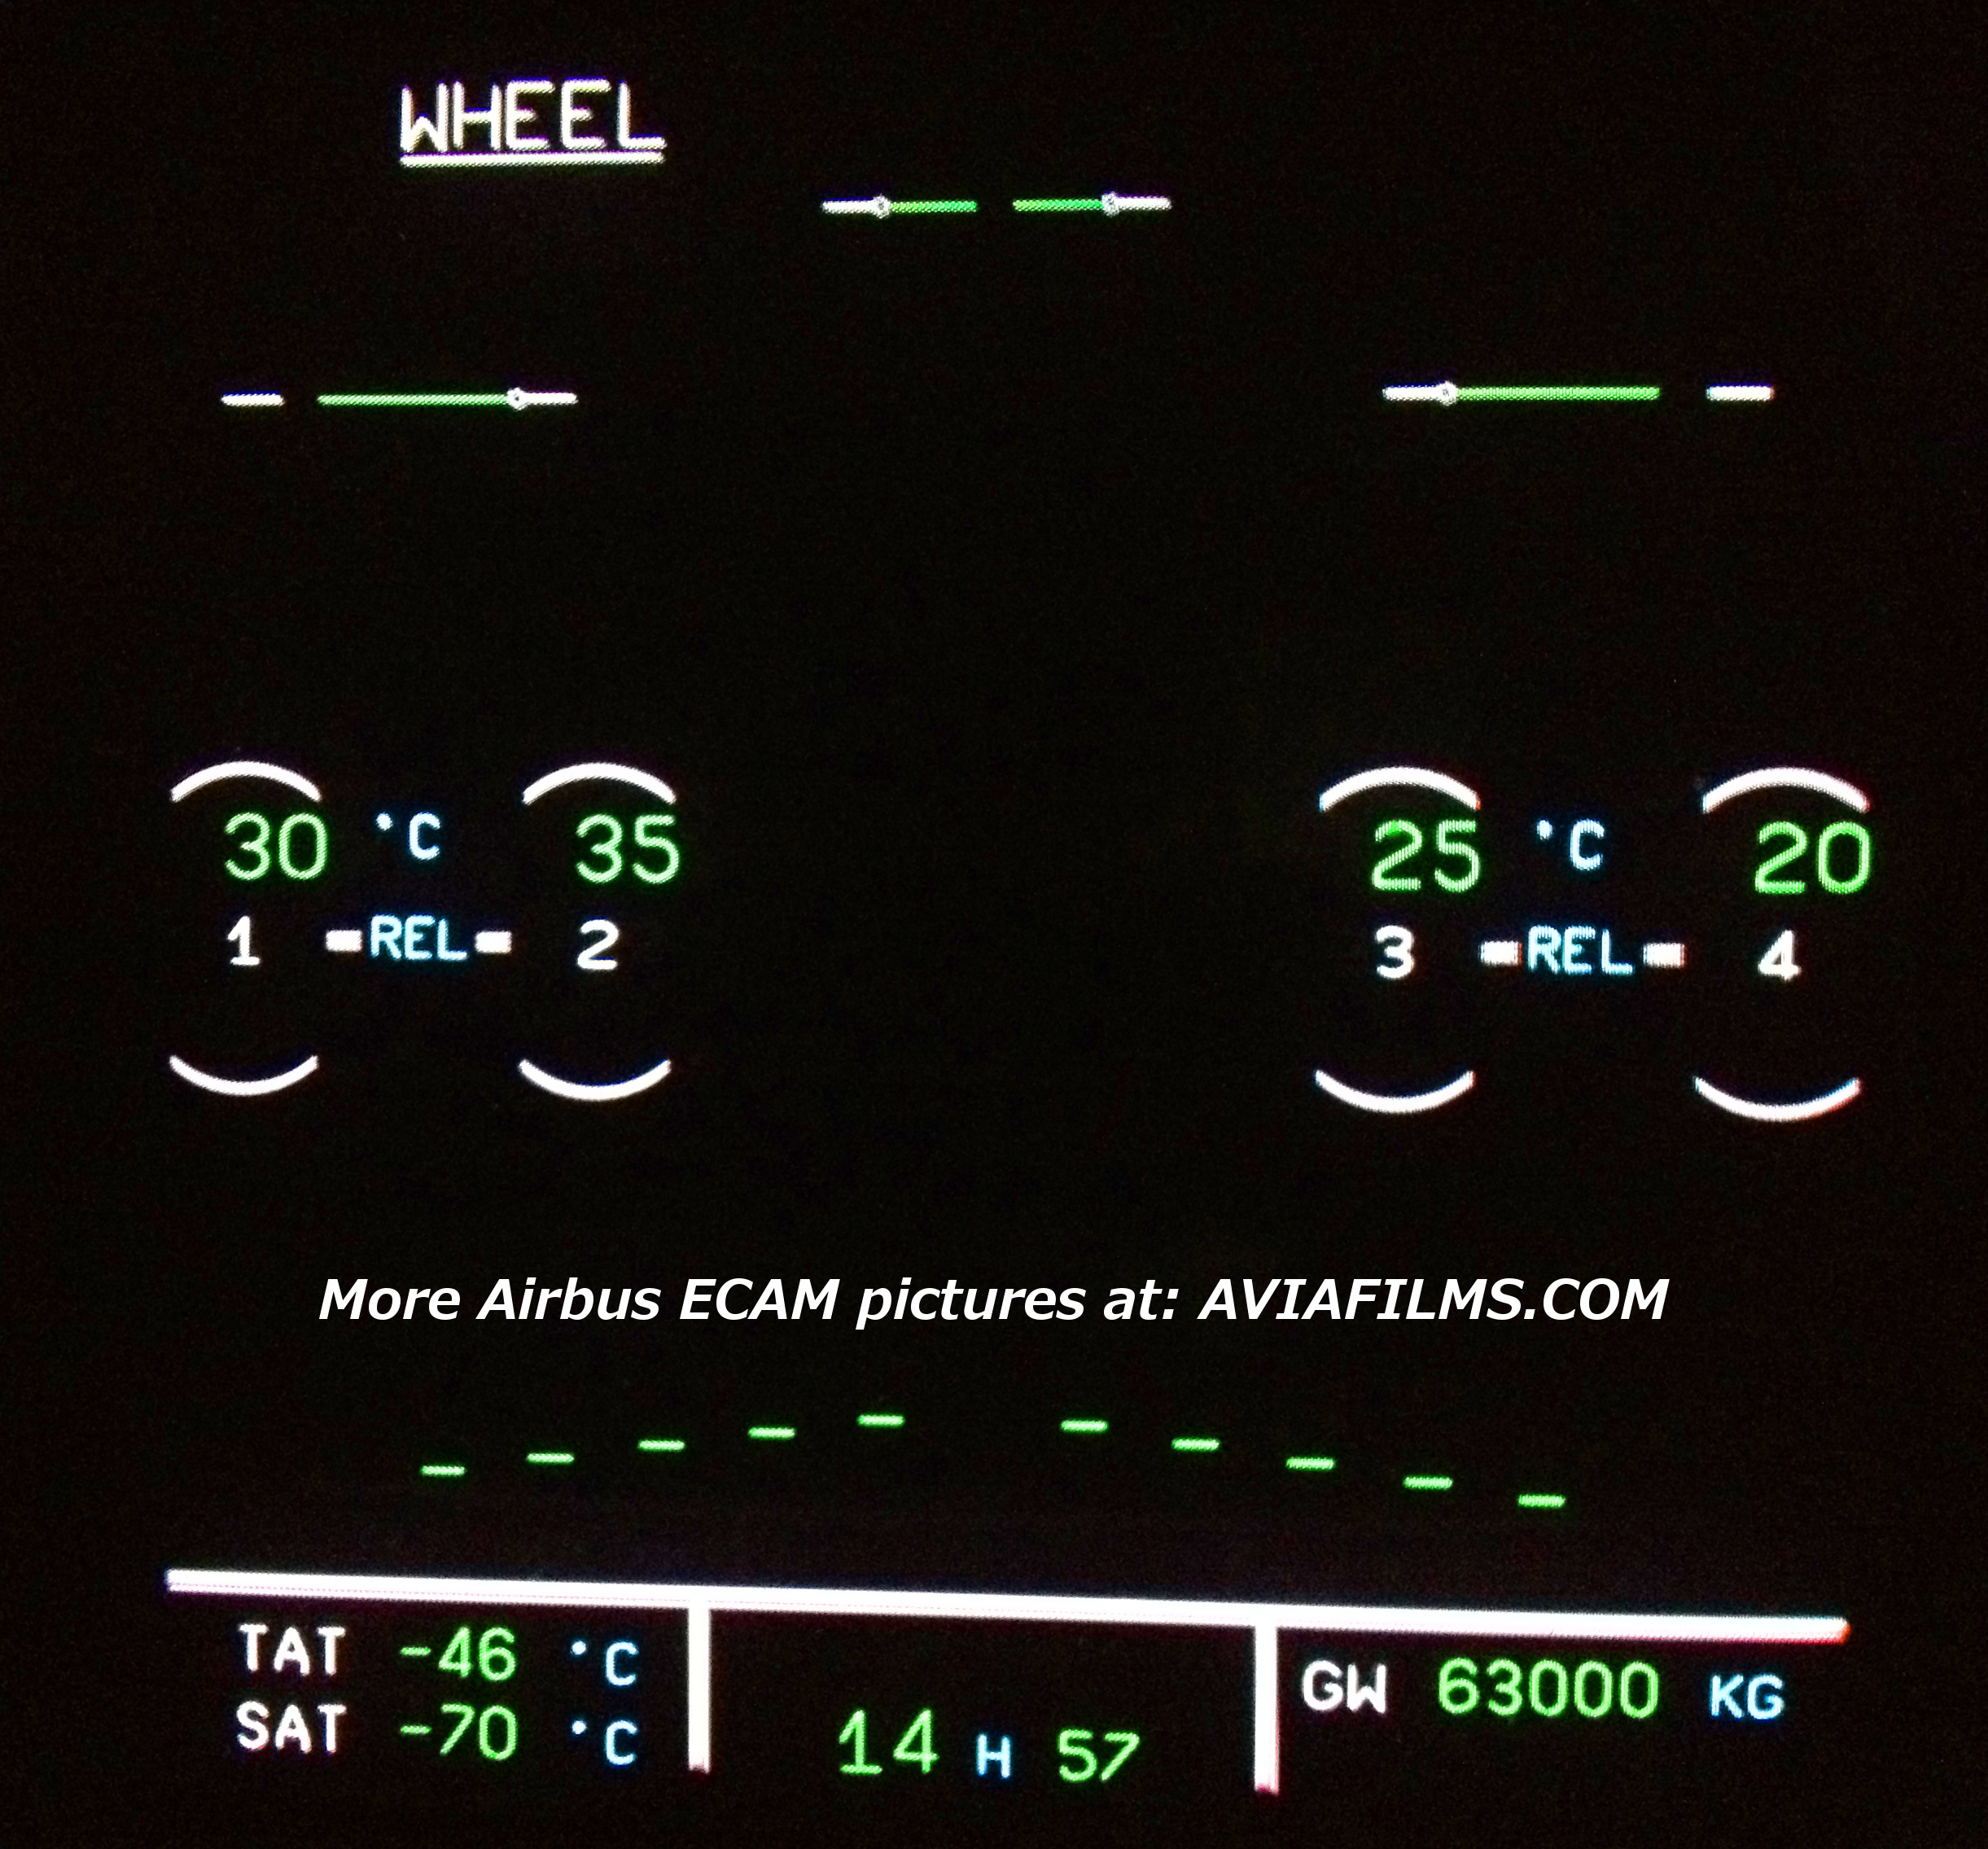 WHEEL
30 °C 35 25 °C 20
1 REL 2 3 REL 4
More Airbus ECAM pictures at: AVIAFILMS.COM
TAT -46 °C GW 63000 KG
SAT -70 °C 14 H 57